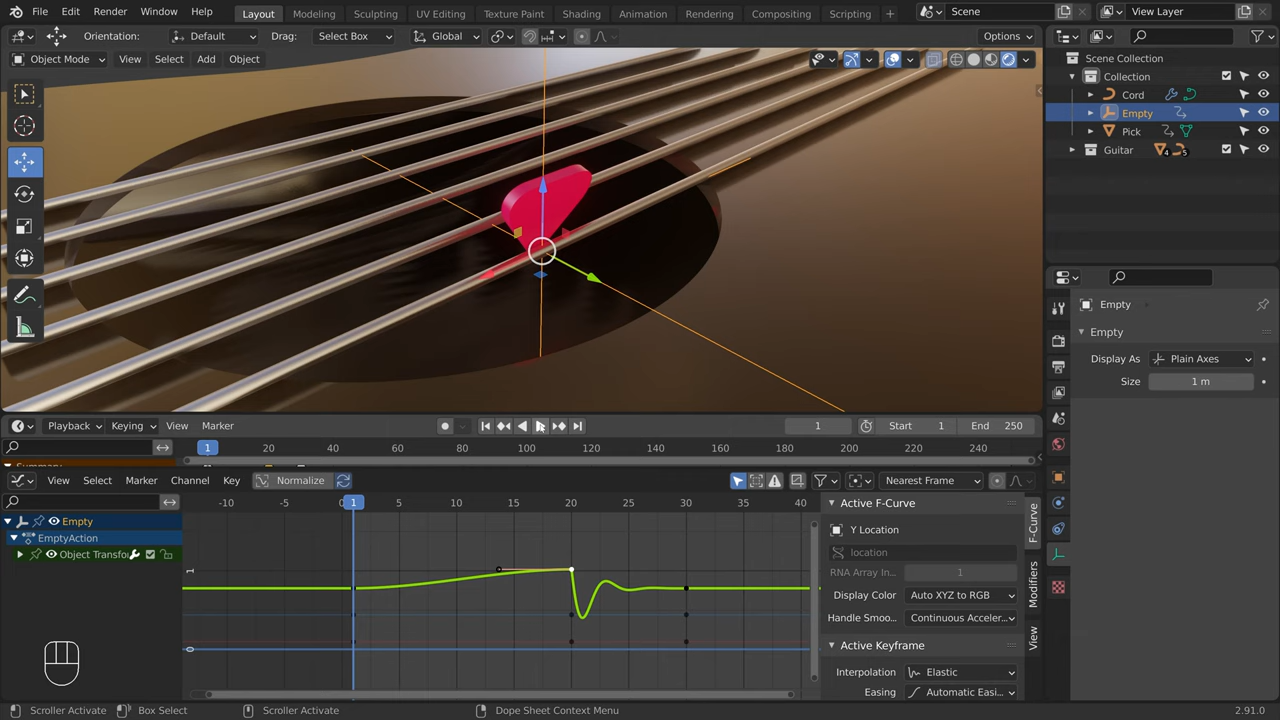 File Edit Render Window Help Layout Modeling Sculpting UV Editing Texture Paint Shading Animation Rendering Compositing Scripting + Scene View Layer
Orientation: Default Drag: Select Box Global Options
Object Mode View Select Add Object
Scene Collection
Collection
Cord
Empty
Pick
Guitar 4 5
Empty
Empty
Display As Plain Axes
Size 1 m
Playback Keying View Marker 1 Start 1 End 250
1 20 40 60 80 100 120 140 160 180 200 220 240
View Select Marker Channel Key Normalize Nearest Frame
-10 -5 0 1 5 10 15 20 25 30 35 40
Empty
EmptyAction
Object Transfo
1
Active F-Curve
Y Location
location
RNA Array In... 1
Display Color Auto XYZ to RGB
Handle Smoo... Continuous Acceler...
Active Keyframe
Interpolation Elastic
Easing Automatic Easi...
F-Curve
Modifiers
View
Scroller Activate Box Select Scroller Activate Dope Sheet Context Menu 2.91.0